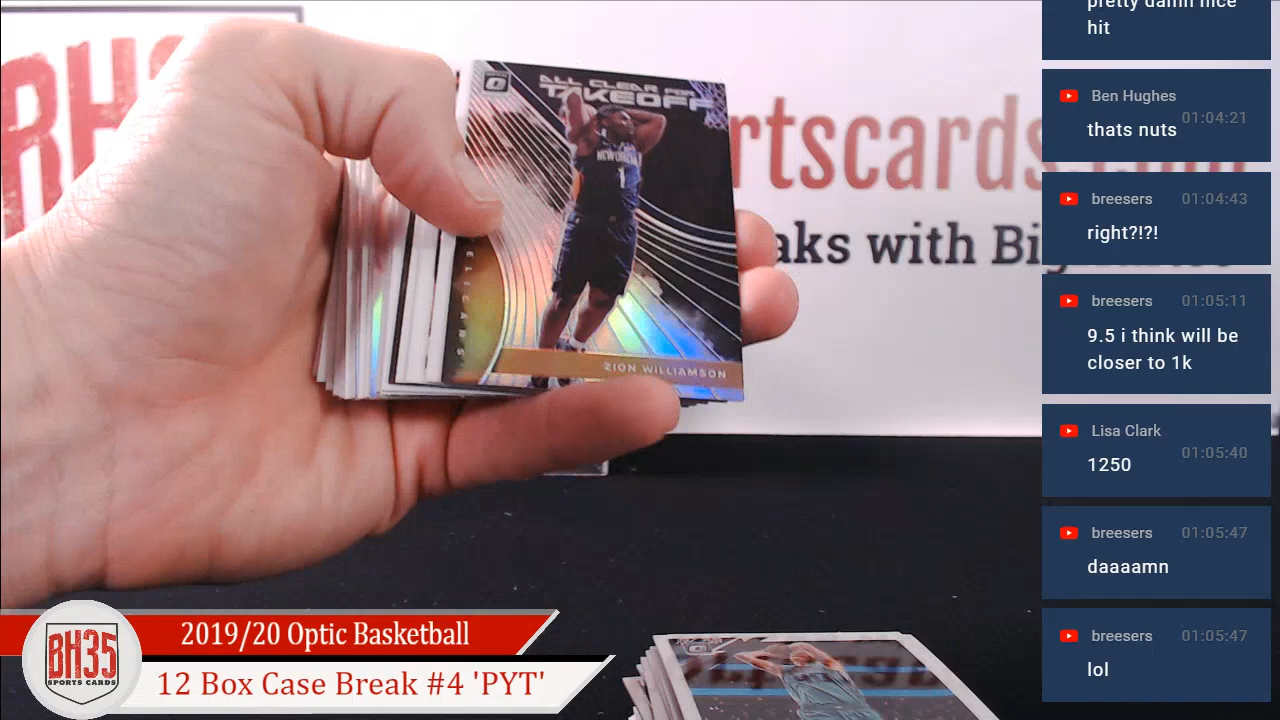 BH
rtscards.com
aks with Big
ALL CLEAR FOR
TAKEOFF
NEW ORLEANS
1
ELICANS
ZION WILLIAMSON
2019/20 Optic Basketball
12 Box Case Break #4 'PYT'
BH35
SPORTS CARDS
pretty damn nice
hit
Ben Hughes
01:04:21
thats nuts
breesers 01:04:43
right?!?!
breesers 01:05:11
9.5 i think will be
closer to 1k
Lisa Clark
01:05:40
1250
breesers 01:05:47
daaaamn
breesers 01:05:47
lol